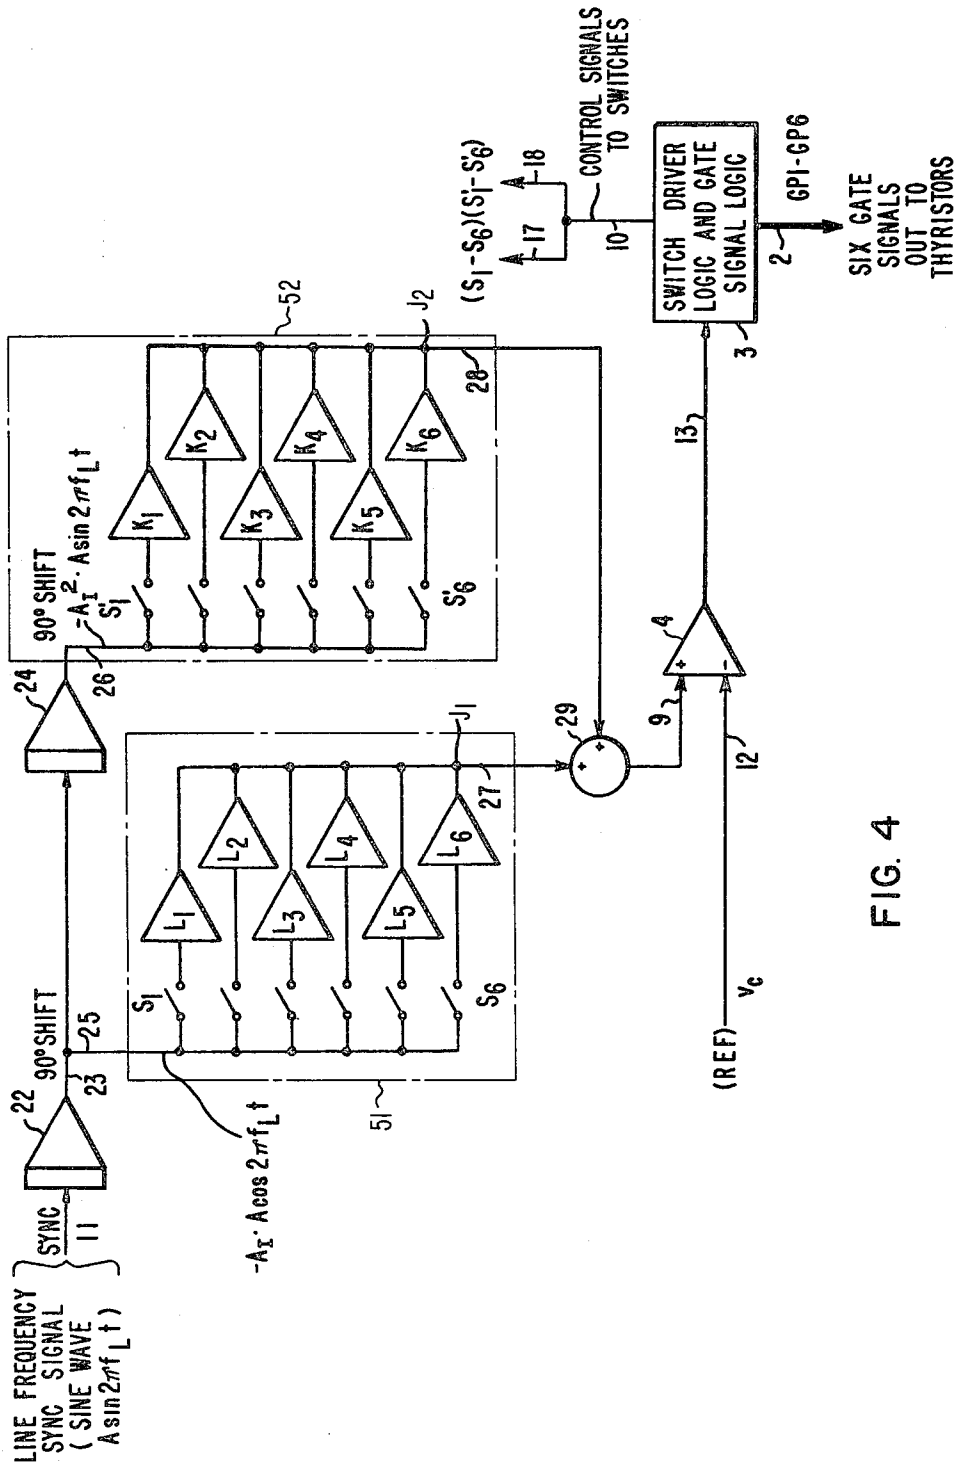 LINE FREQUENCY
SYNC SIGNAL
( SINE WAVE
A sin 2πf_L t )
SYNC
11
22
90° SHIFT
23
25
24
90° SHIFT
26
-A_I² · A sin 2πf_L t
-A_I · A cos 2πf_L t
51
S₁
L₁
L₂
L₃
L₄
L₅
L₆
S₆
J₁
27
52
S'₁
K₁
K₂
K₃
K₄
K₅
K₆
S'₆
J₂
28
29
+
+
9
+
-
4
12
(REF)
v_c
13
(S₁-S₆)(S'₁-S'₆)
17
18
10
CONTROL SIGNALS
TO SWITCHES
SWITCH DRIVER
LOGIC AND GATE
SIGNAL LOGIC
3
2
GP1-GP6
SIX GATE
SIGNALS
OUT TO
THYRISTORS
FIG. 4